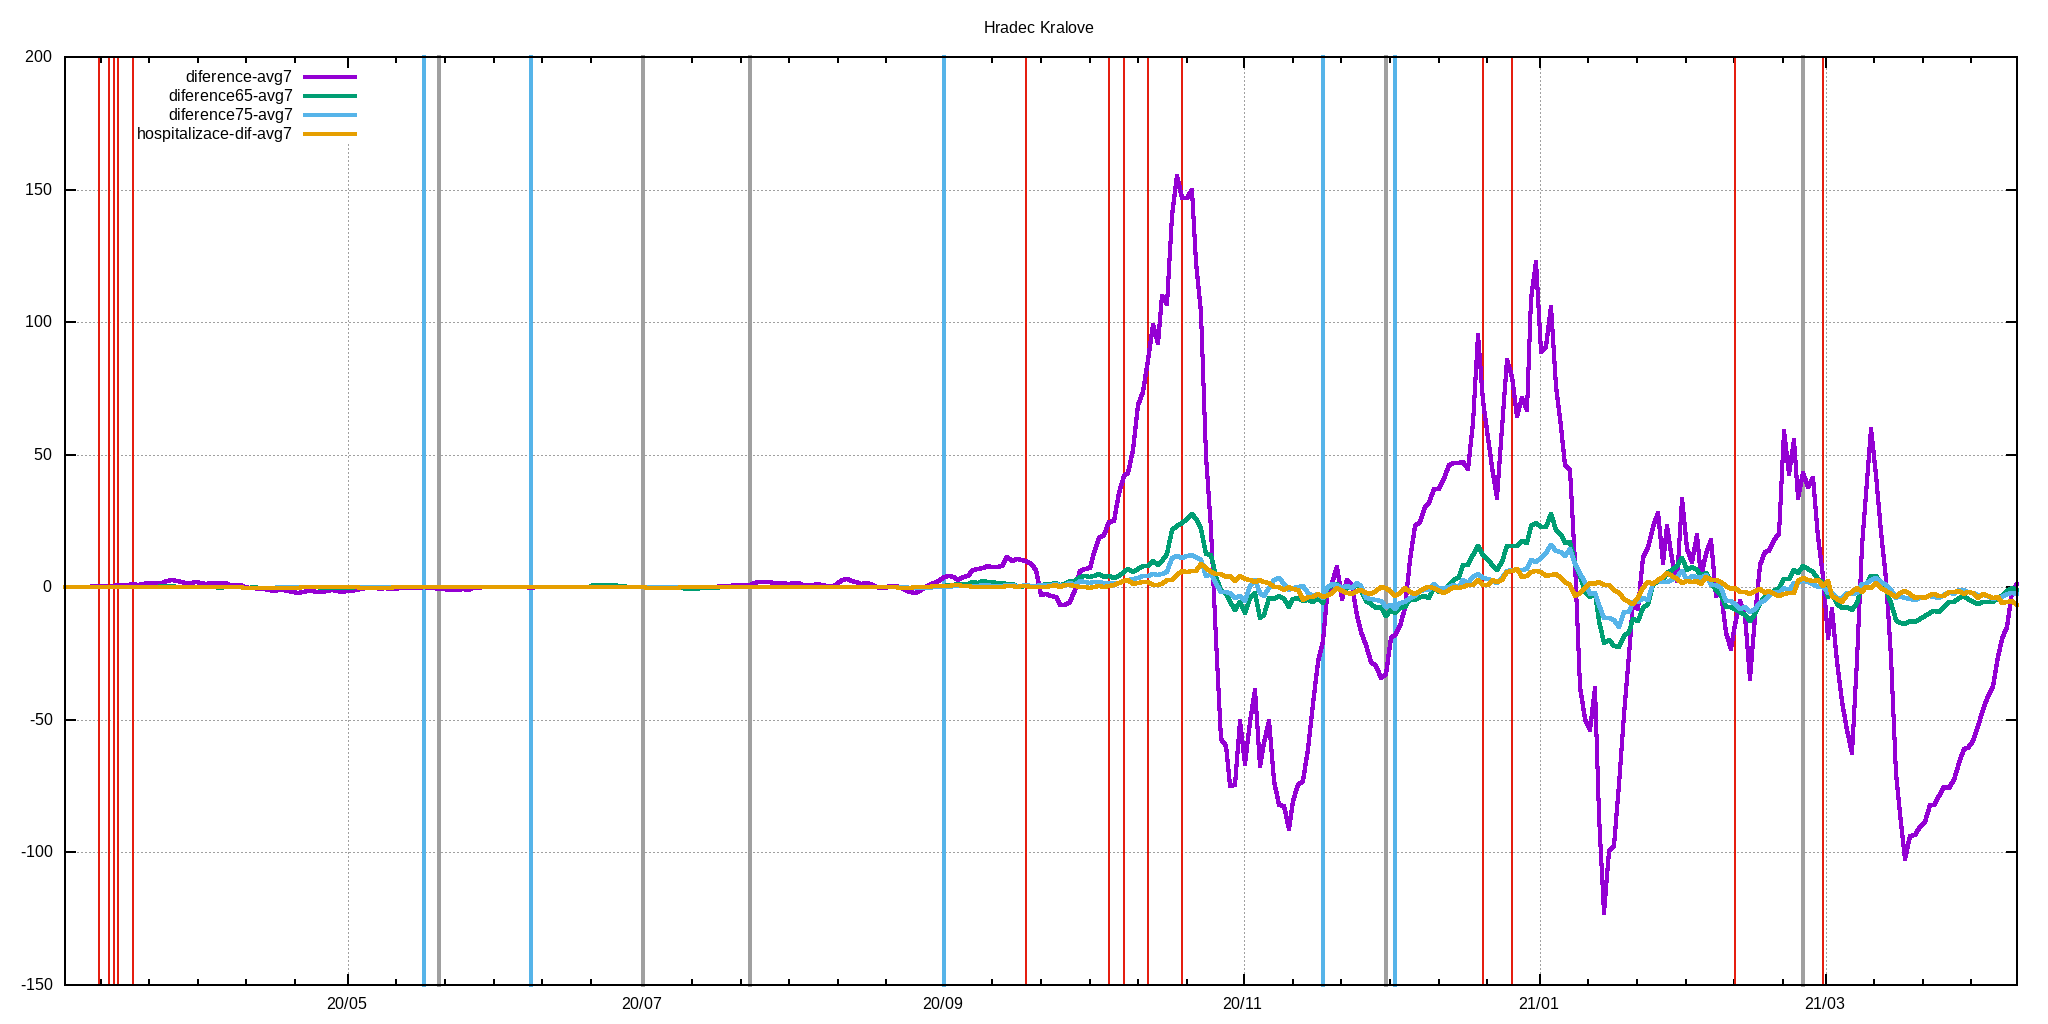 Hradec Kralove
200
150
100
50
0
-50
-100
-150
diference-avg7
diference65-avg7
diference75-avg7
hospitalizace-dif-avg7
20/05
20/07
20/09
20/11
21/01
21/03